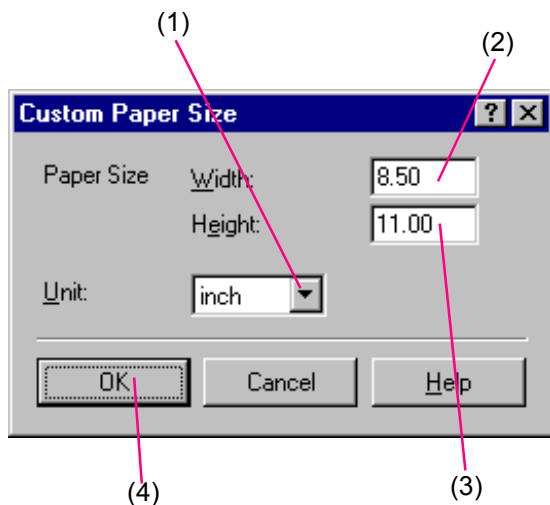 (1)
(2)
Custom Paper Size
Paper Size Width: 8.50
Height: 11.00
Unit: inch
OK Cancel Help
(4)
(3)